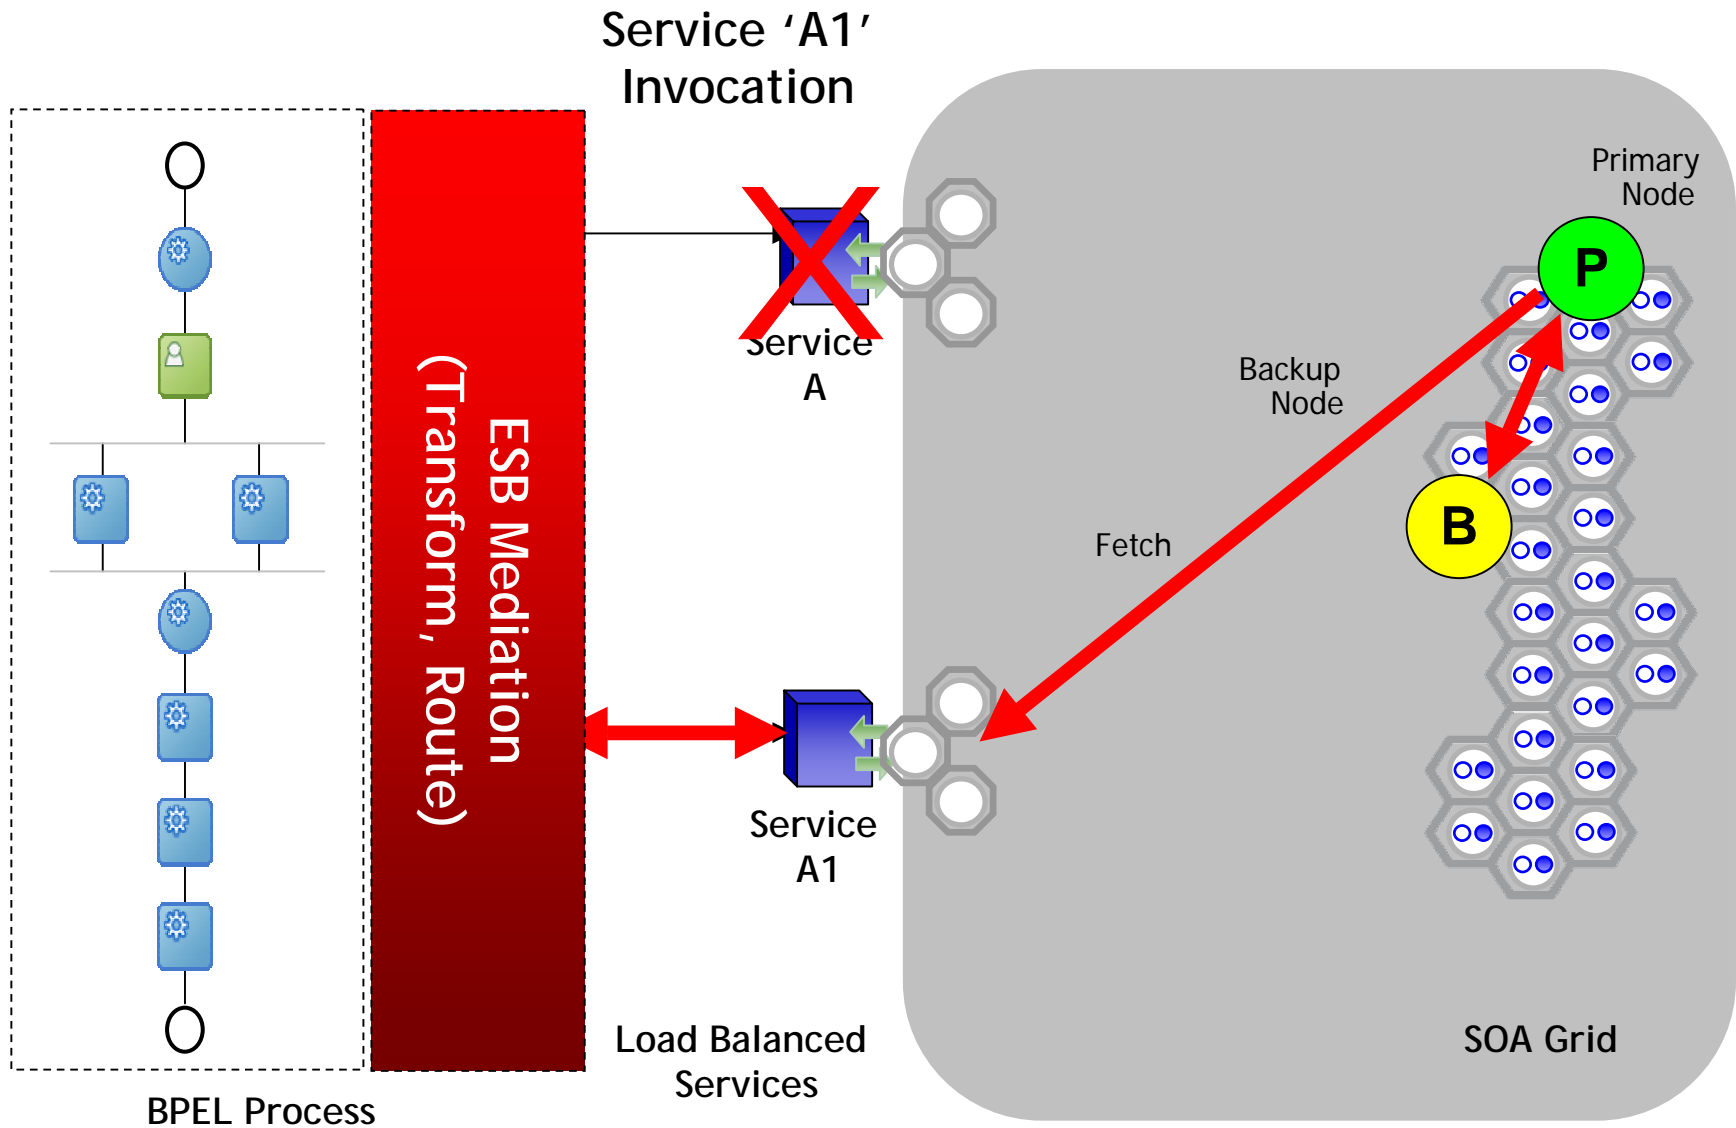 Service ‘A1’
Invocation
Primary
Node
P
Service
A
Backup
Node
B
Fetch
ESB Mediation
(Transform, Route)
Service
A1
Load Balanced
Services
SOA Grid
BPEL Process